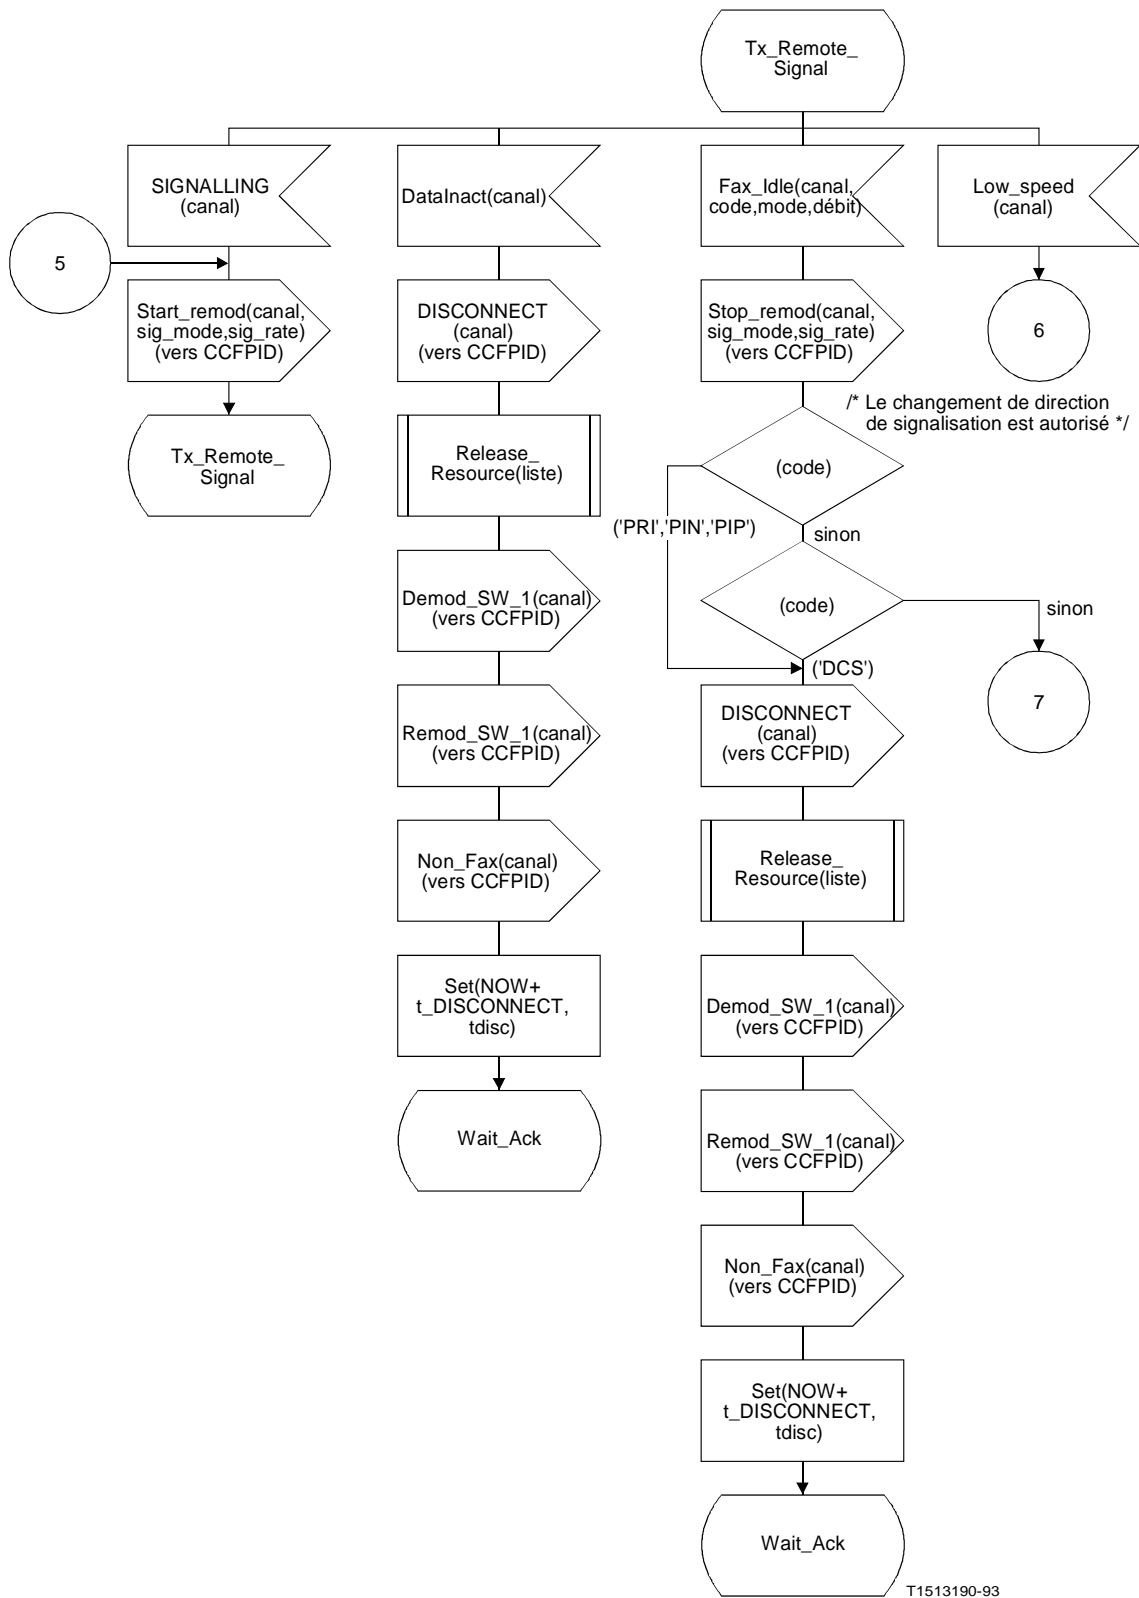 Tx_Remote_
Signal
SIGNALLING
(canal)
DataInact(canal)
Fax_Idle(canal,
code,mode,débit)
Low_speed
(canal)
5
Start_remod(canal,
sig_mode,sig_rate)
(vers CCFPID)
DISCONNECT
(canal)
(vers CCFPID)
Stop_remod(canal,
sig_mode,sig_rate)
(vers CCFPID)
6
/* Le changement de direction
de signalisation est autorisé */
Tx_Remote_
Signal
Release_
Resource(liste)
(code)
('PRI','PIN','PIP')
sinon
Demod_SW_1(canal)
(vers CCFPID)
(code)
sinon
('DCS')
7
Remod_SW_1(canal)
(vers CCFPID)
DISCONNECT
(canal)
(vers CCFPID)
Non_Fax(canal)
(vers CCFPID)
Release_
Resource(liste)
Set(NOW+
t_DISCONNECT,
tdisc)
Demod_SW_1(canal)
(vers CCFPID)
Wait_Ack
Remod_SW_1(canal)
(vers CCFPID)
Non_Fax(canal)
(vers CCFPID)
Set(NOW+
t_DISCONNECT,
tdisc)
Wait_Ack
T1513190-93